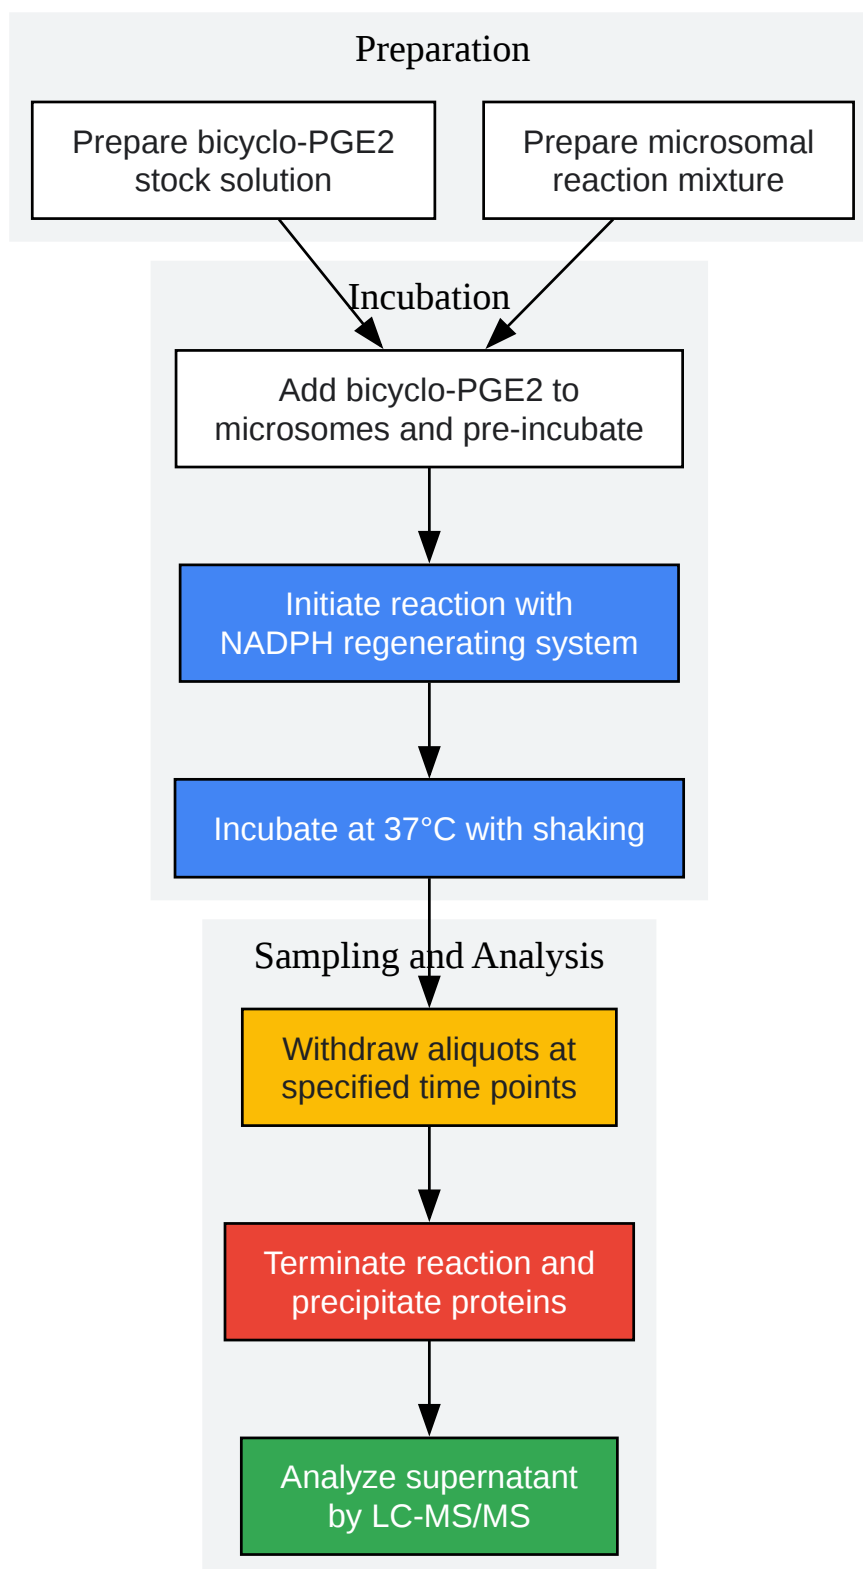 Preparation
Prepare bicyclo-PGE2
stock solution
Prepare microsomal
reaction mixture
Incubation
Add bicyclo-PGE2 to
microsomes and pre-incubate
Initiate reaction with
NADPH regenerating system
Incubate at 37°C with shaking
Sampling and Analysis
Withdraw aliquots at
specified time points
Terminate reaction and
precipitate proteins
Analyze supernatant
by LC-MS/MS